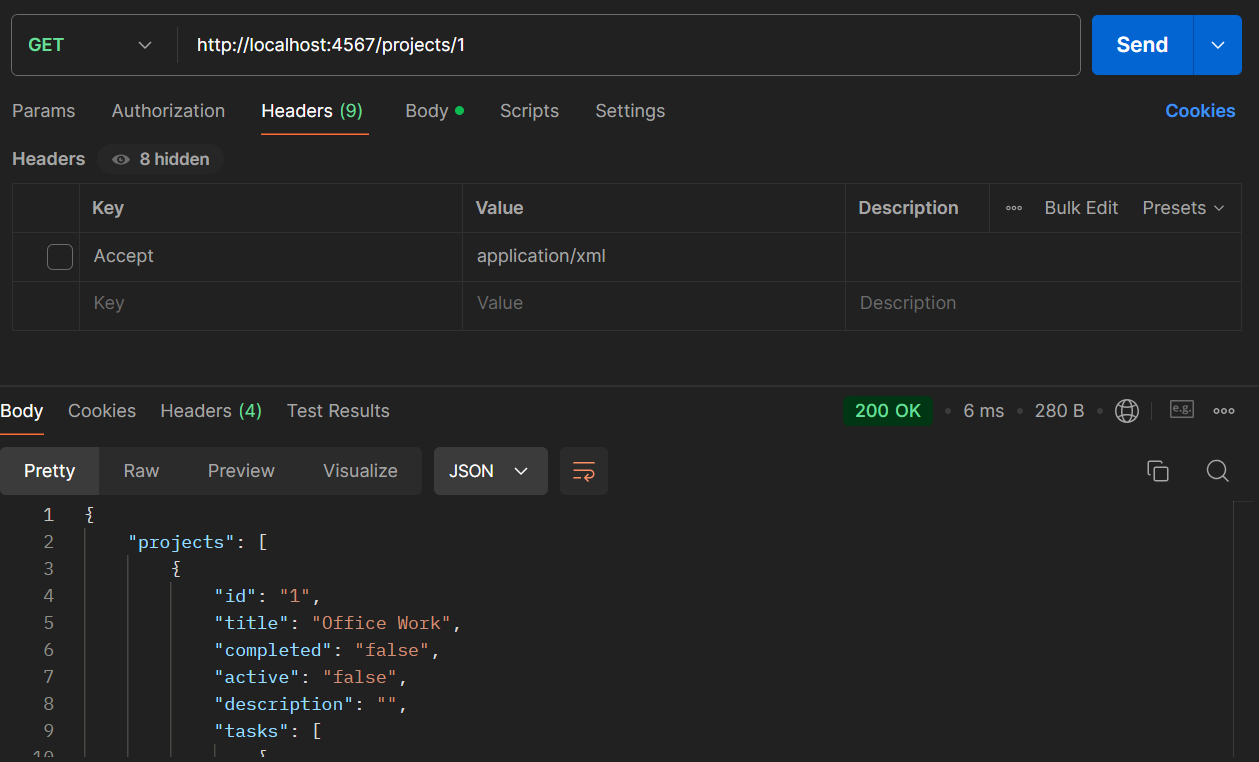 GET http://localhost:4567/projects/1 Send
Params Authorization Headers (9) Body Scripts Settings Cookies
Headers 8 hidden
Key Value Description Bulk Edit Presets
Accept application/xml
Key Value Description
Body Cookies Headers (4) Test Results 200 OK 6 ms 280 B e.g.
Pretty Raw Preview Visualize JSON
1 {
2 "projects": [
3 {
4 "id": "1",
5 "title": "Office Work",
6 "completed": "false",
7 "active": "false",
8 "description": "",
9 "tasks": [
10 {